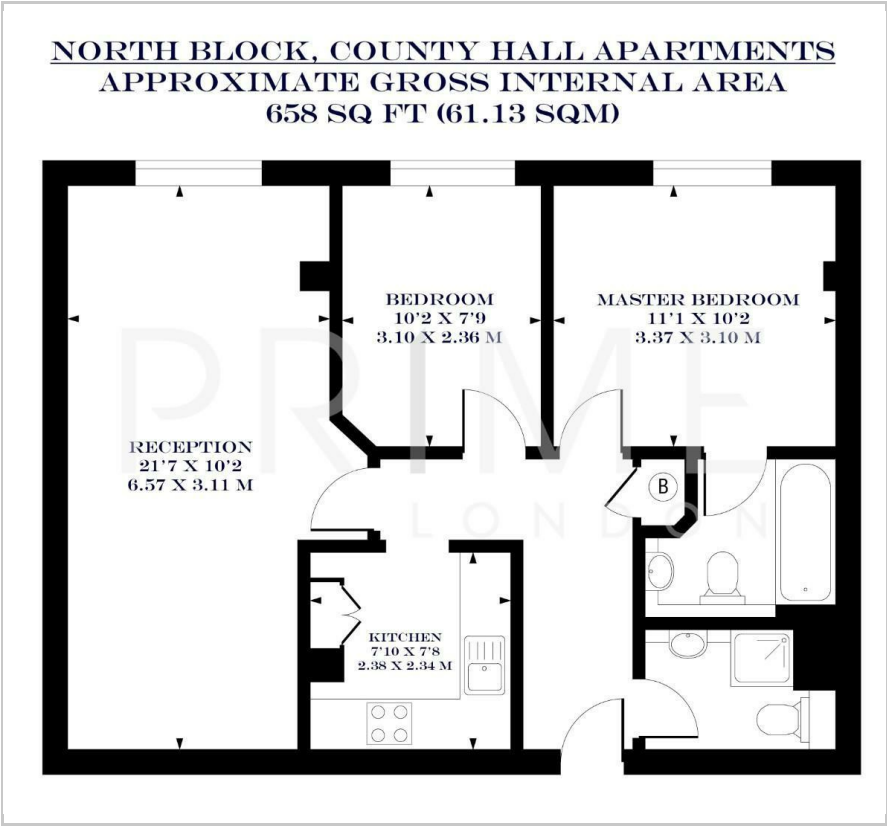 NORTH BLOCK, COUNTY HALL APARTMENTS
APPROXIMATE GROSS INTERNAL AREA
658 SQ FT (61.13 SQM)
BEDROOM
10'2 X 7'9
3.10 X 2.36 M
MASTER BEDROOM
11'1 X 10'2
3.37 X 3.10 M
PRIME
LONDON
RECEPTION
21'7 X 10'2
6.57 X 3.11 M
B
KITCHEN
7'10 X 7'8
2.38 X 2.34 M